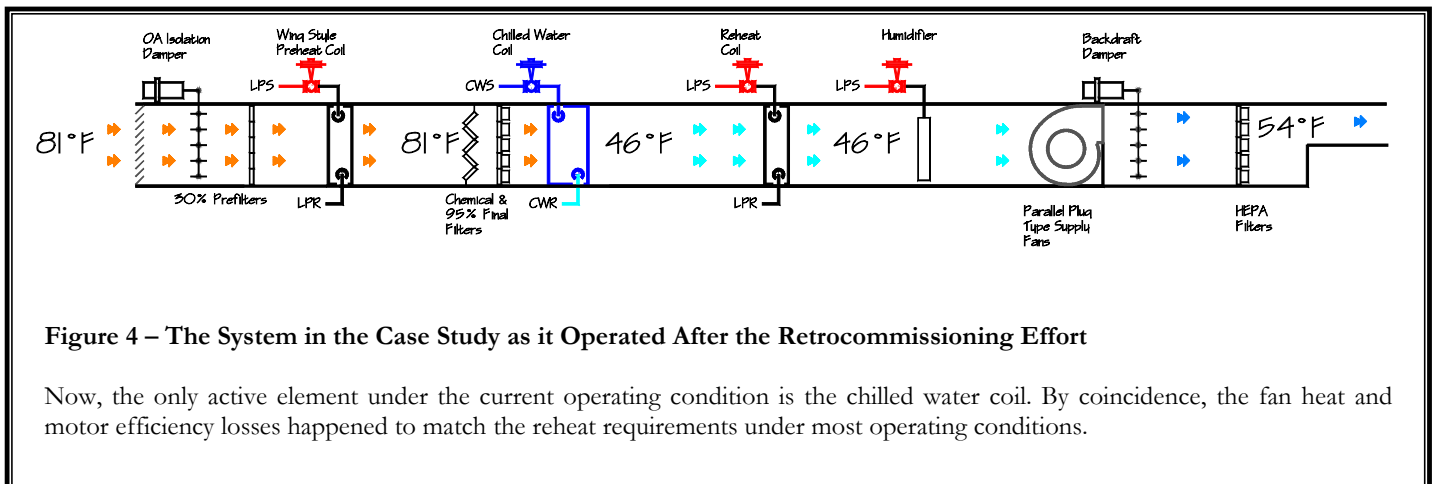 OA Isolation
Damper
Wing Style
Preheat Coil
Chilled Water
Coil
Reheat
Coil
Humidifier
Backdraft
Damper
LPS
CWS
LPS
LPS
81°F
81°F
46°F
46°F
54°F
30% Prefilters
LPR
Chemical &
95% Final
Filters
CWR
LPR
Parallel Plug
Type Supply
Fans
HEPA
Filters
Figure 4 – The System in the Case Study as it Operated After the Retrocommissioning Effort
Now, the only active element under the current operating condition is the chilled water coil. By coincidence, the fan heat and
motor efficiency losses happened to match the reheat requirements under most operating conditions.